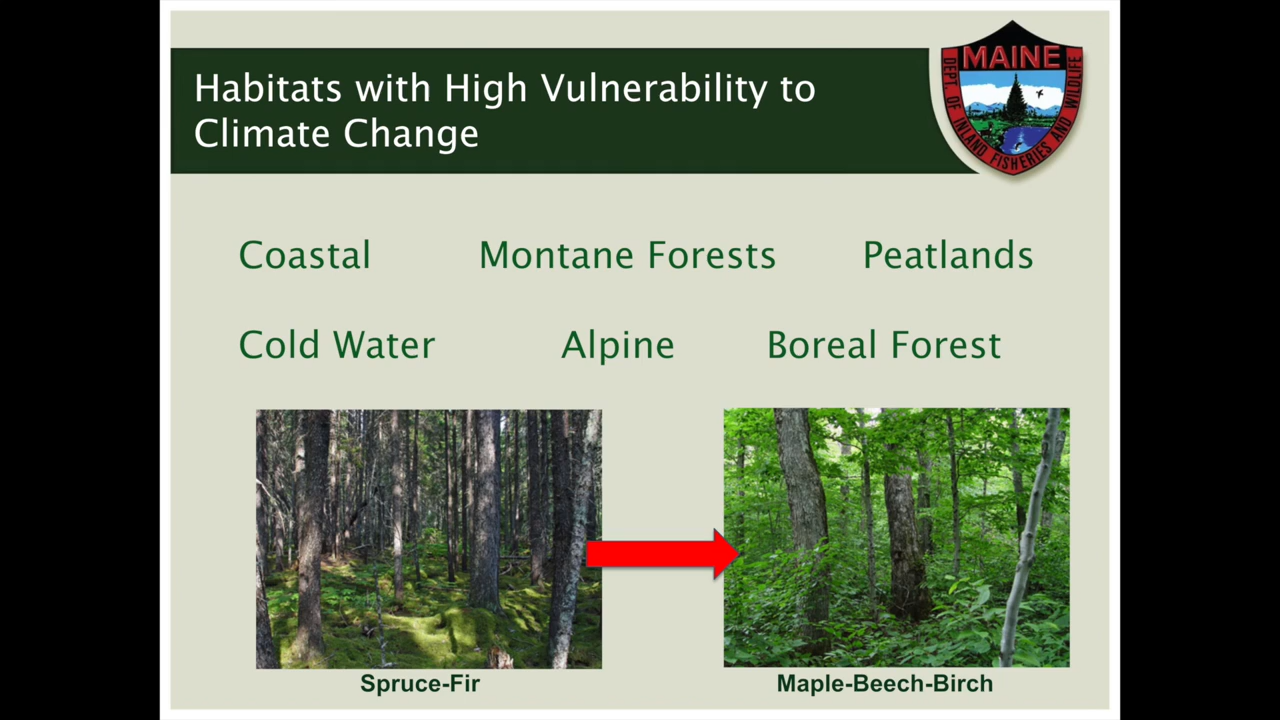 Habitats with High Vulnerability to
Climate Change
MAINE
DEP'T. OF INLAND FISHERIES AND WILDLIFE
Coastal Montane Forests Peatlands
Cold Water Alpine Boreal Forest
Spruce-Fir Maple-Beech-Birch